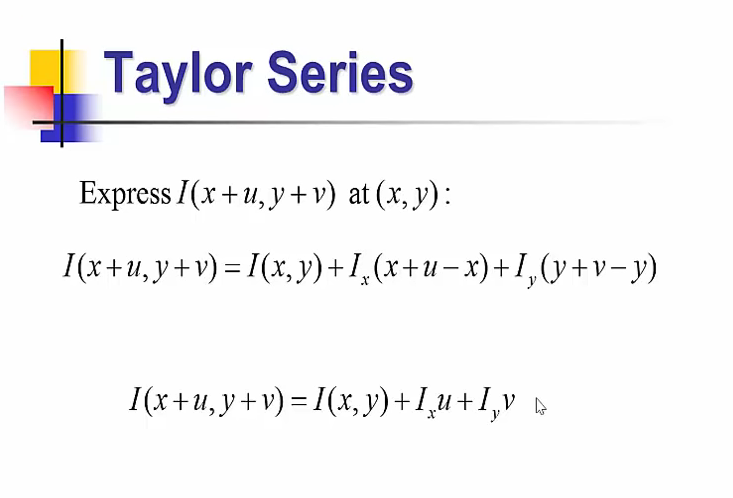 Taylor Series
Express I(x + u, y + v) at (x, y) :
I(x + u, y + v) = I(x, y) + I_x(x + u − x) + I_y(y + v − y)
I(x + u, y + v) = I(x, y) + I_x u + I_y v